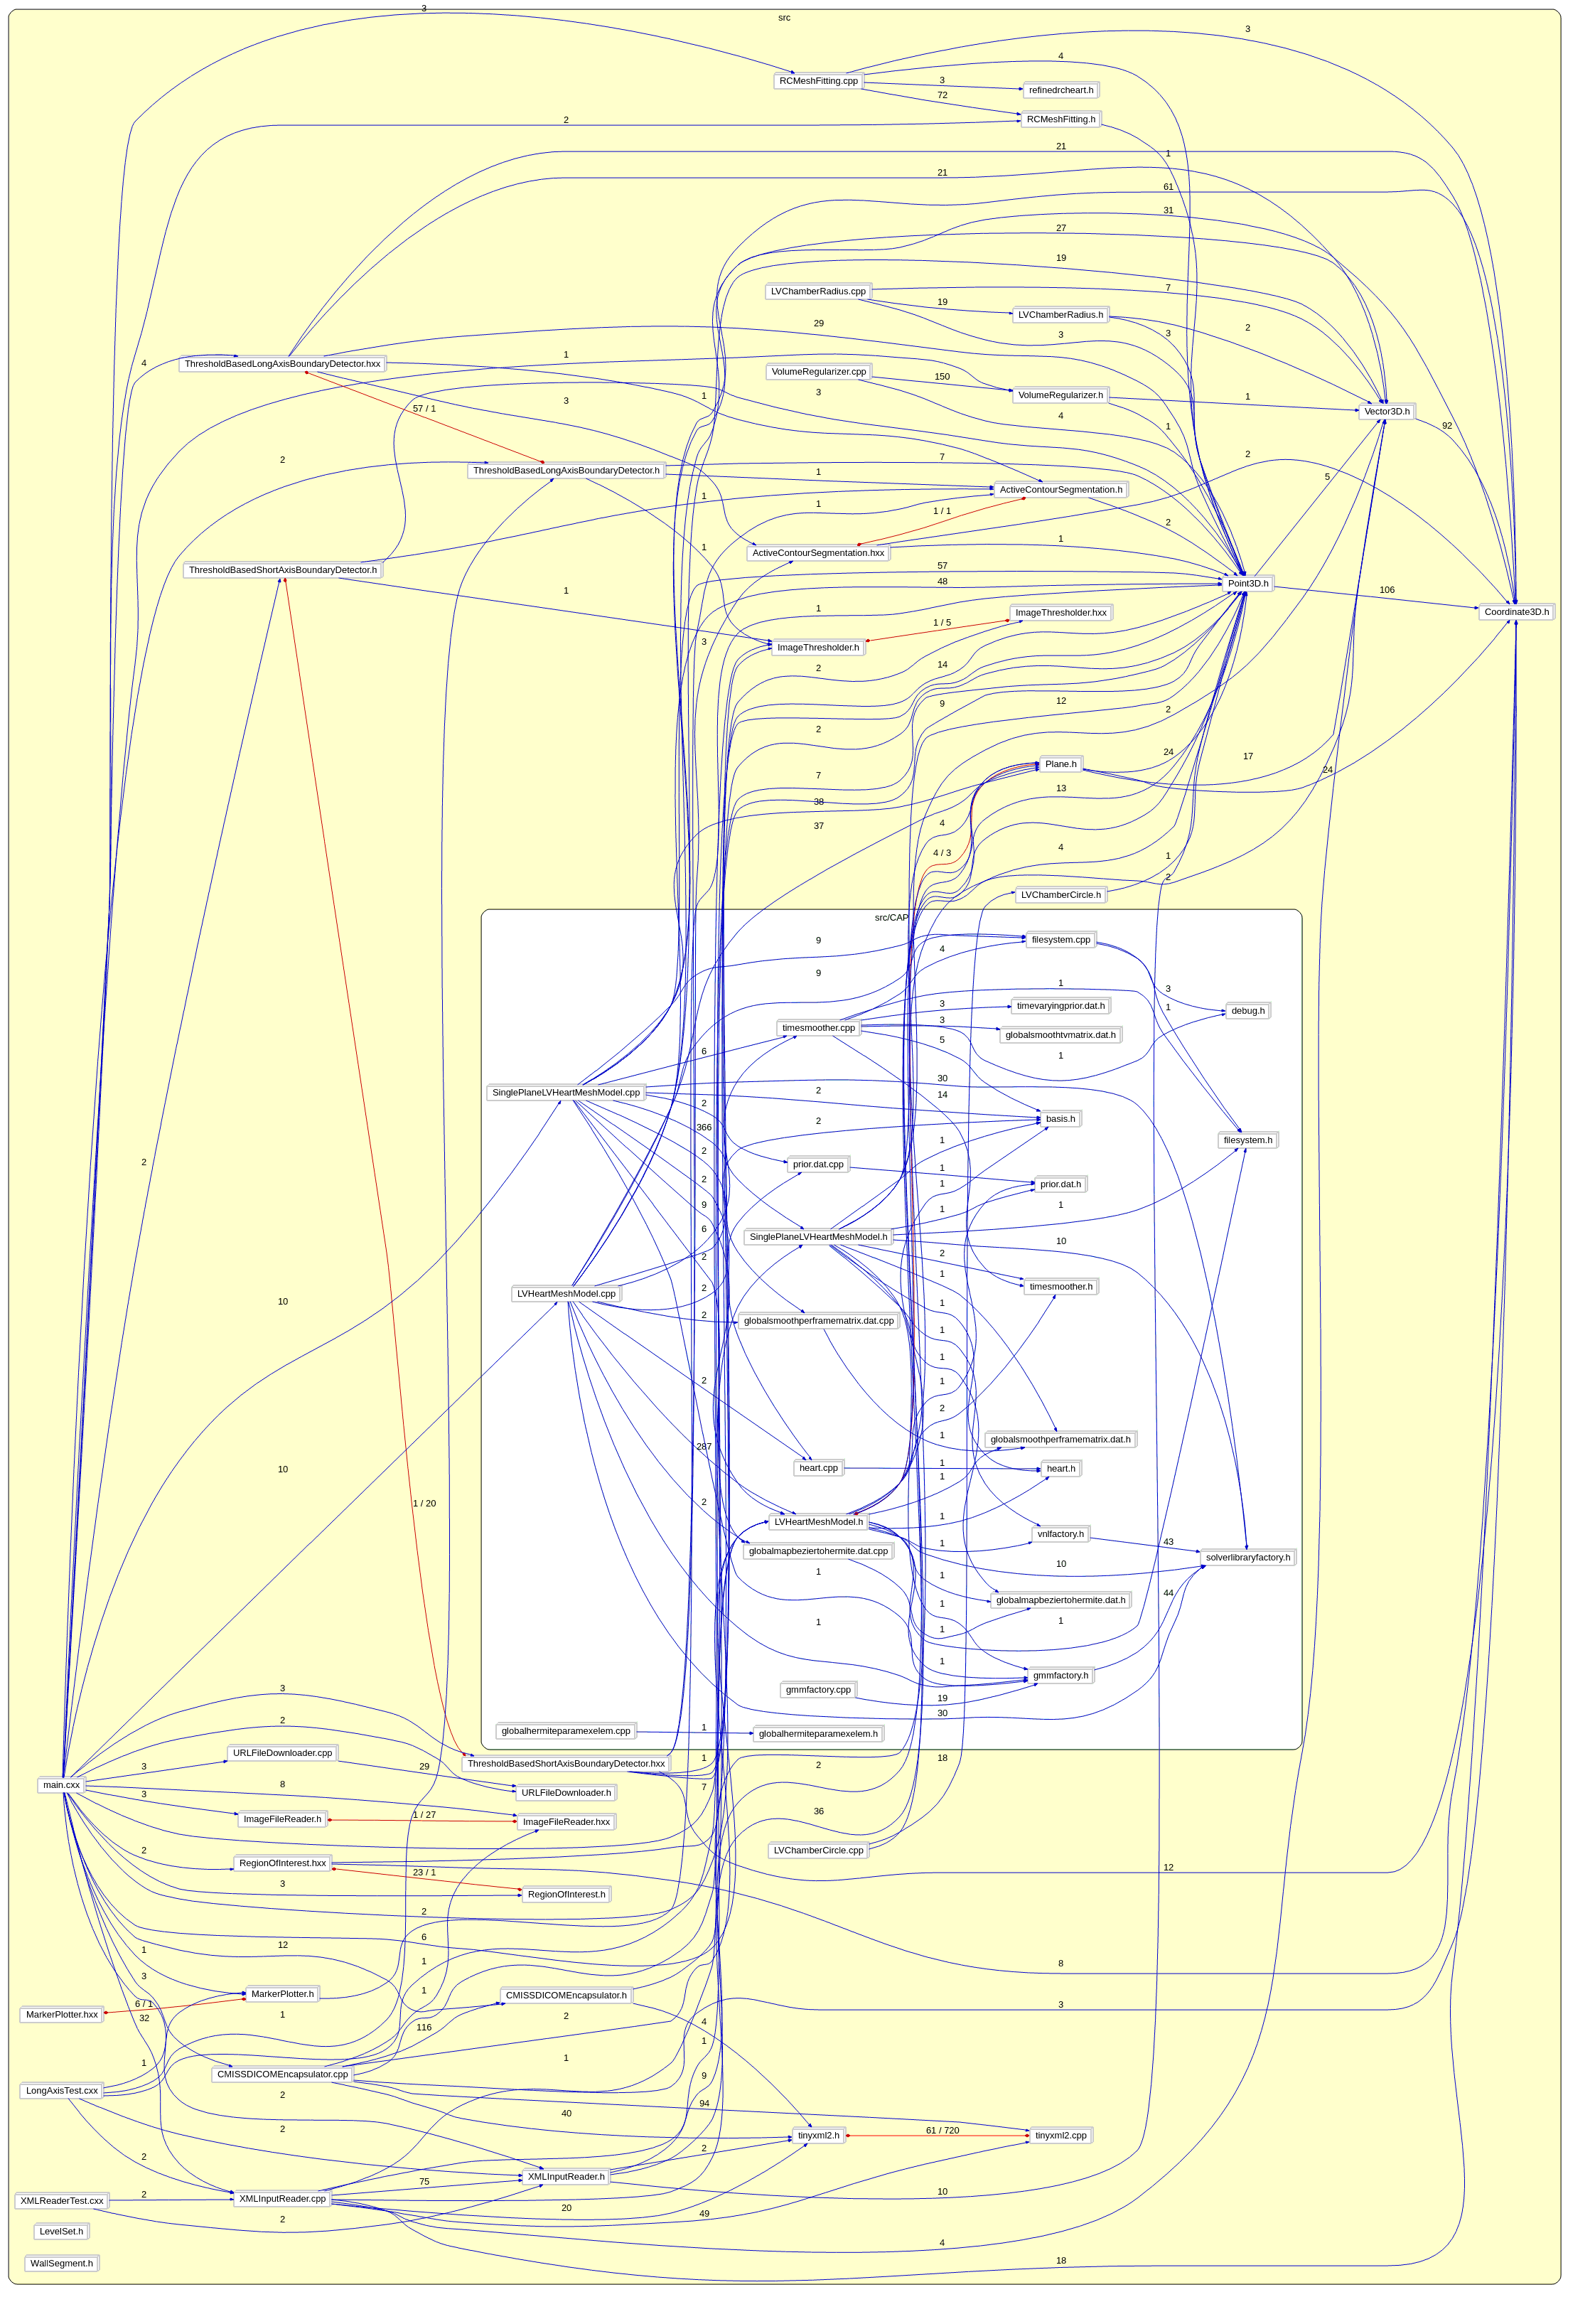 src
3
3
RCMeshFitting.cpp
4
3
refinedrcheart.h
72
2
RCMeshFitting.h
21
1
21
61
31
27
19
LVChamberRadius.cpp
7
19
LVChamberRadius.h
2
29
3
3
4
ThresholdBasedLongAxisBoundaryDetector.hxx
1
VolumeRegularizer.cpp
150
VolumeRegularizer.h
1
1
3
3
57 / 1
4
Vector3D.h
1
92
2
ThresholdBasedLongAxisBoundaryDetector.h
7
1
2
5
ActiveContourSegmentation.h
1
1
1 / 1
2
1
ActiveContourSegmentation.hxx
1
ThresholdBasedShortAxisBoundaryDetector.h
57
48
Point3D.h
1
106
1
ImageThresholder.hxx
Coordinate3D.h
1 / 5
3
ImageThresholder.h
2
14
9
12
2
2
24
17
Plane.h
7
24
13
38
4
37
4 / 3
4
1
2
LVChamberCircle.h
src/CAP
9
filesystem.cpp
4
9
1
3
3
timevaryingprior.dat.h
1
debug.h
timesmoother.cpp
3
globalsmoothtvmatrix.dat.h
5
6
1
30
SinglePlaneLVHeartMeshModel.cpp
2
14
2
2
basis.h
366
1
filesystem.h
2
2
prior.dat.cpp
1
1
prior.dat.h
2
9
1
1
6
SinglePlaneLVHeartMeshModel.h
10
2
2
1
timesmoother.h
LVHeartMeshModel.cpp
2
1
10
2
globalsmoothperframematrix.dat.cpp
1
1
2
1
2
1
globalsmoothperframematrix.dat.h
287
heart.cpp
1
heart.h
10
1
2
1
LVHeartMeshModel.h
vnlfactory.h
1
43
globalmapbeziertohermite.dat.cpp
10
solverlibraryfactory.h
1
1
44
globalmapbeziertohermite.dat.h
1
1
1
1
1
gmmfactory.h
3
gmmfactory.cpp
19
30
2
globalhermiteparamexelem.cpp
1
globalhermiteparamexelem.h
URLFileDownloader.cpp
ThresholdBasedShortAxisBoundaryDetector.hxx
1
18
2
main.cxx
3
29
8
7
URLFileDownloader.h
3
ImageFileReader.h
1 / 27
ImageFileReader.hxx
36
2
LVChamberCircle.cpp
RegionOfInterest.hxx
23 / 1
12
3
RegionOfInterest.h
2
6
12
1
1
8
3
1
MarkerPlotter.h
CMISSDICOMEncapsulator.h
6 / 1
3
MarkerPlotter.hxx
1
32
2
4
116
1
1
1
CMISSDICOMEncapsulator.cpp
9
LongAxisTest.cxx
2
94
40
2
tinyxml2.h
61 / 720
tinyxml2.cpp
2
2
XMLInputReader.h
75
10
2
XMLReaderTest.cxx
XMLInputReader.cpp
20
49
2
LevelSet.h
4
18
WallSegment.h
1 / 20